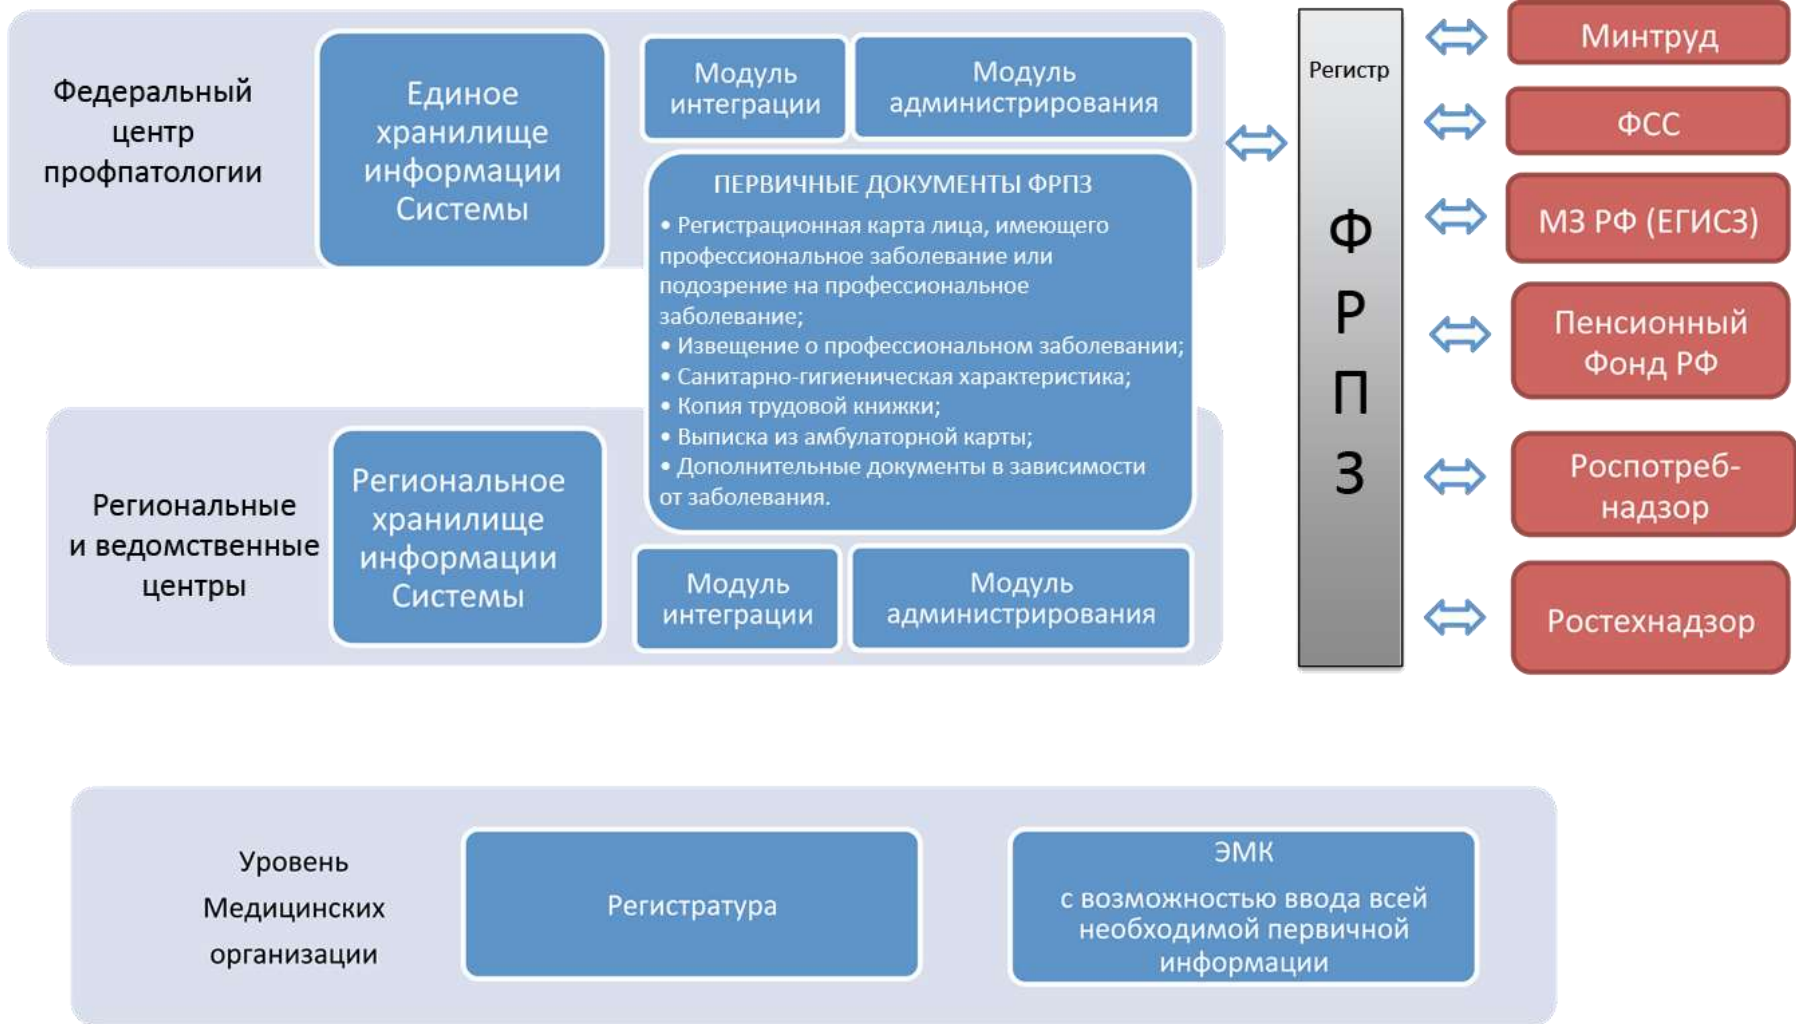 Федеральный
центр
профпатологии
Единое
хранилище
информации
Системы
Модуль
интеграции
Модуль
администрирования
ПЕРВИЧНЫЕ ДОКУМЕНТЫ ФРПЗ
• Регистрационная карта лица, имеющего
профессиональное заболевание или
подозрение на профессиональное
заболевание;
• Извещение о профессиональном заболевании;
• Санитарно-гигиеническая характеристика;
• Копия трудовой книжки;
• Выписка из амбулаторной карты;
• Дополнительные документы в зависимости
от заболевания.
Региональные
и ведомственные
центры
Региональное
хранилище
информации
Системы
Модуль
интеграции
Модуль
администрирования
Регистр
Ф
Р
П
З
Минтруд
ФСС
МЗ РФ (ЕГИСЗ)
Пенсионный
Фонд РФ
Роспотреб-
надзор
Ростехнадзор
Уровень
Медицинских
организации
Регистратура
ЭМК
с возможностью ввода всей
необходимой первичной
информации